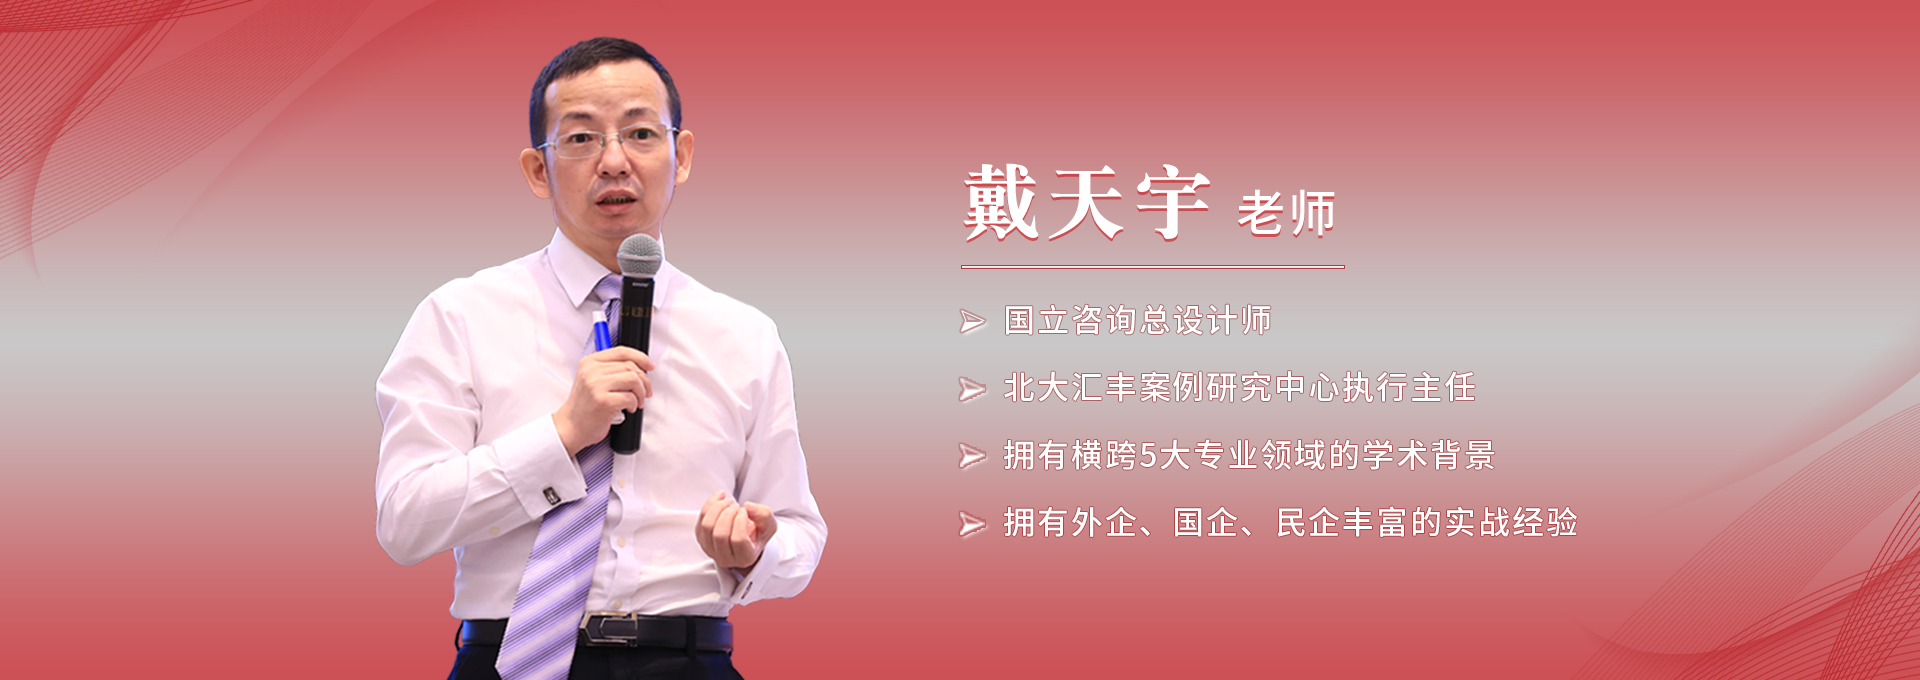 戴天宇 老师
国立咨询总设计师
北大汇丰案例研究中心执行主任
拥有横跨5大专业领域的学术背景
拥有外企、国企、民企丰富的实战经验